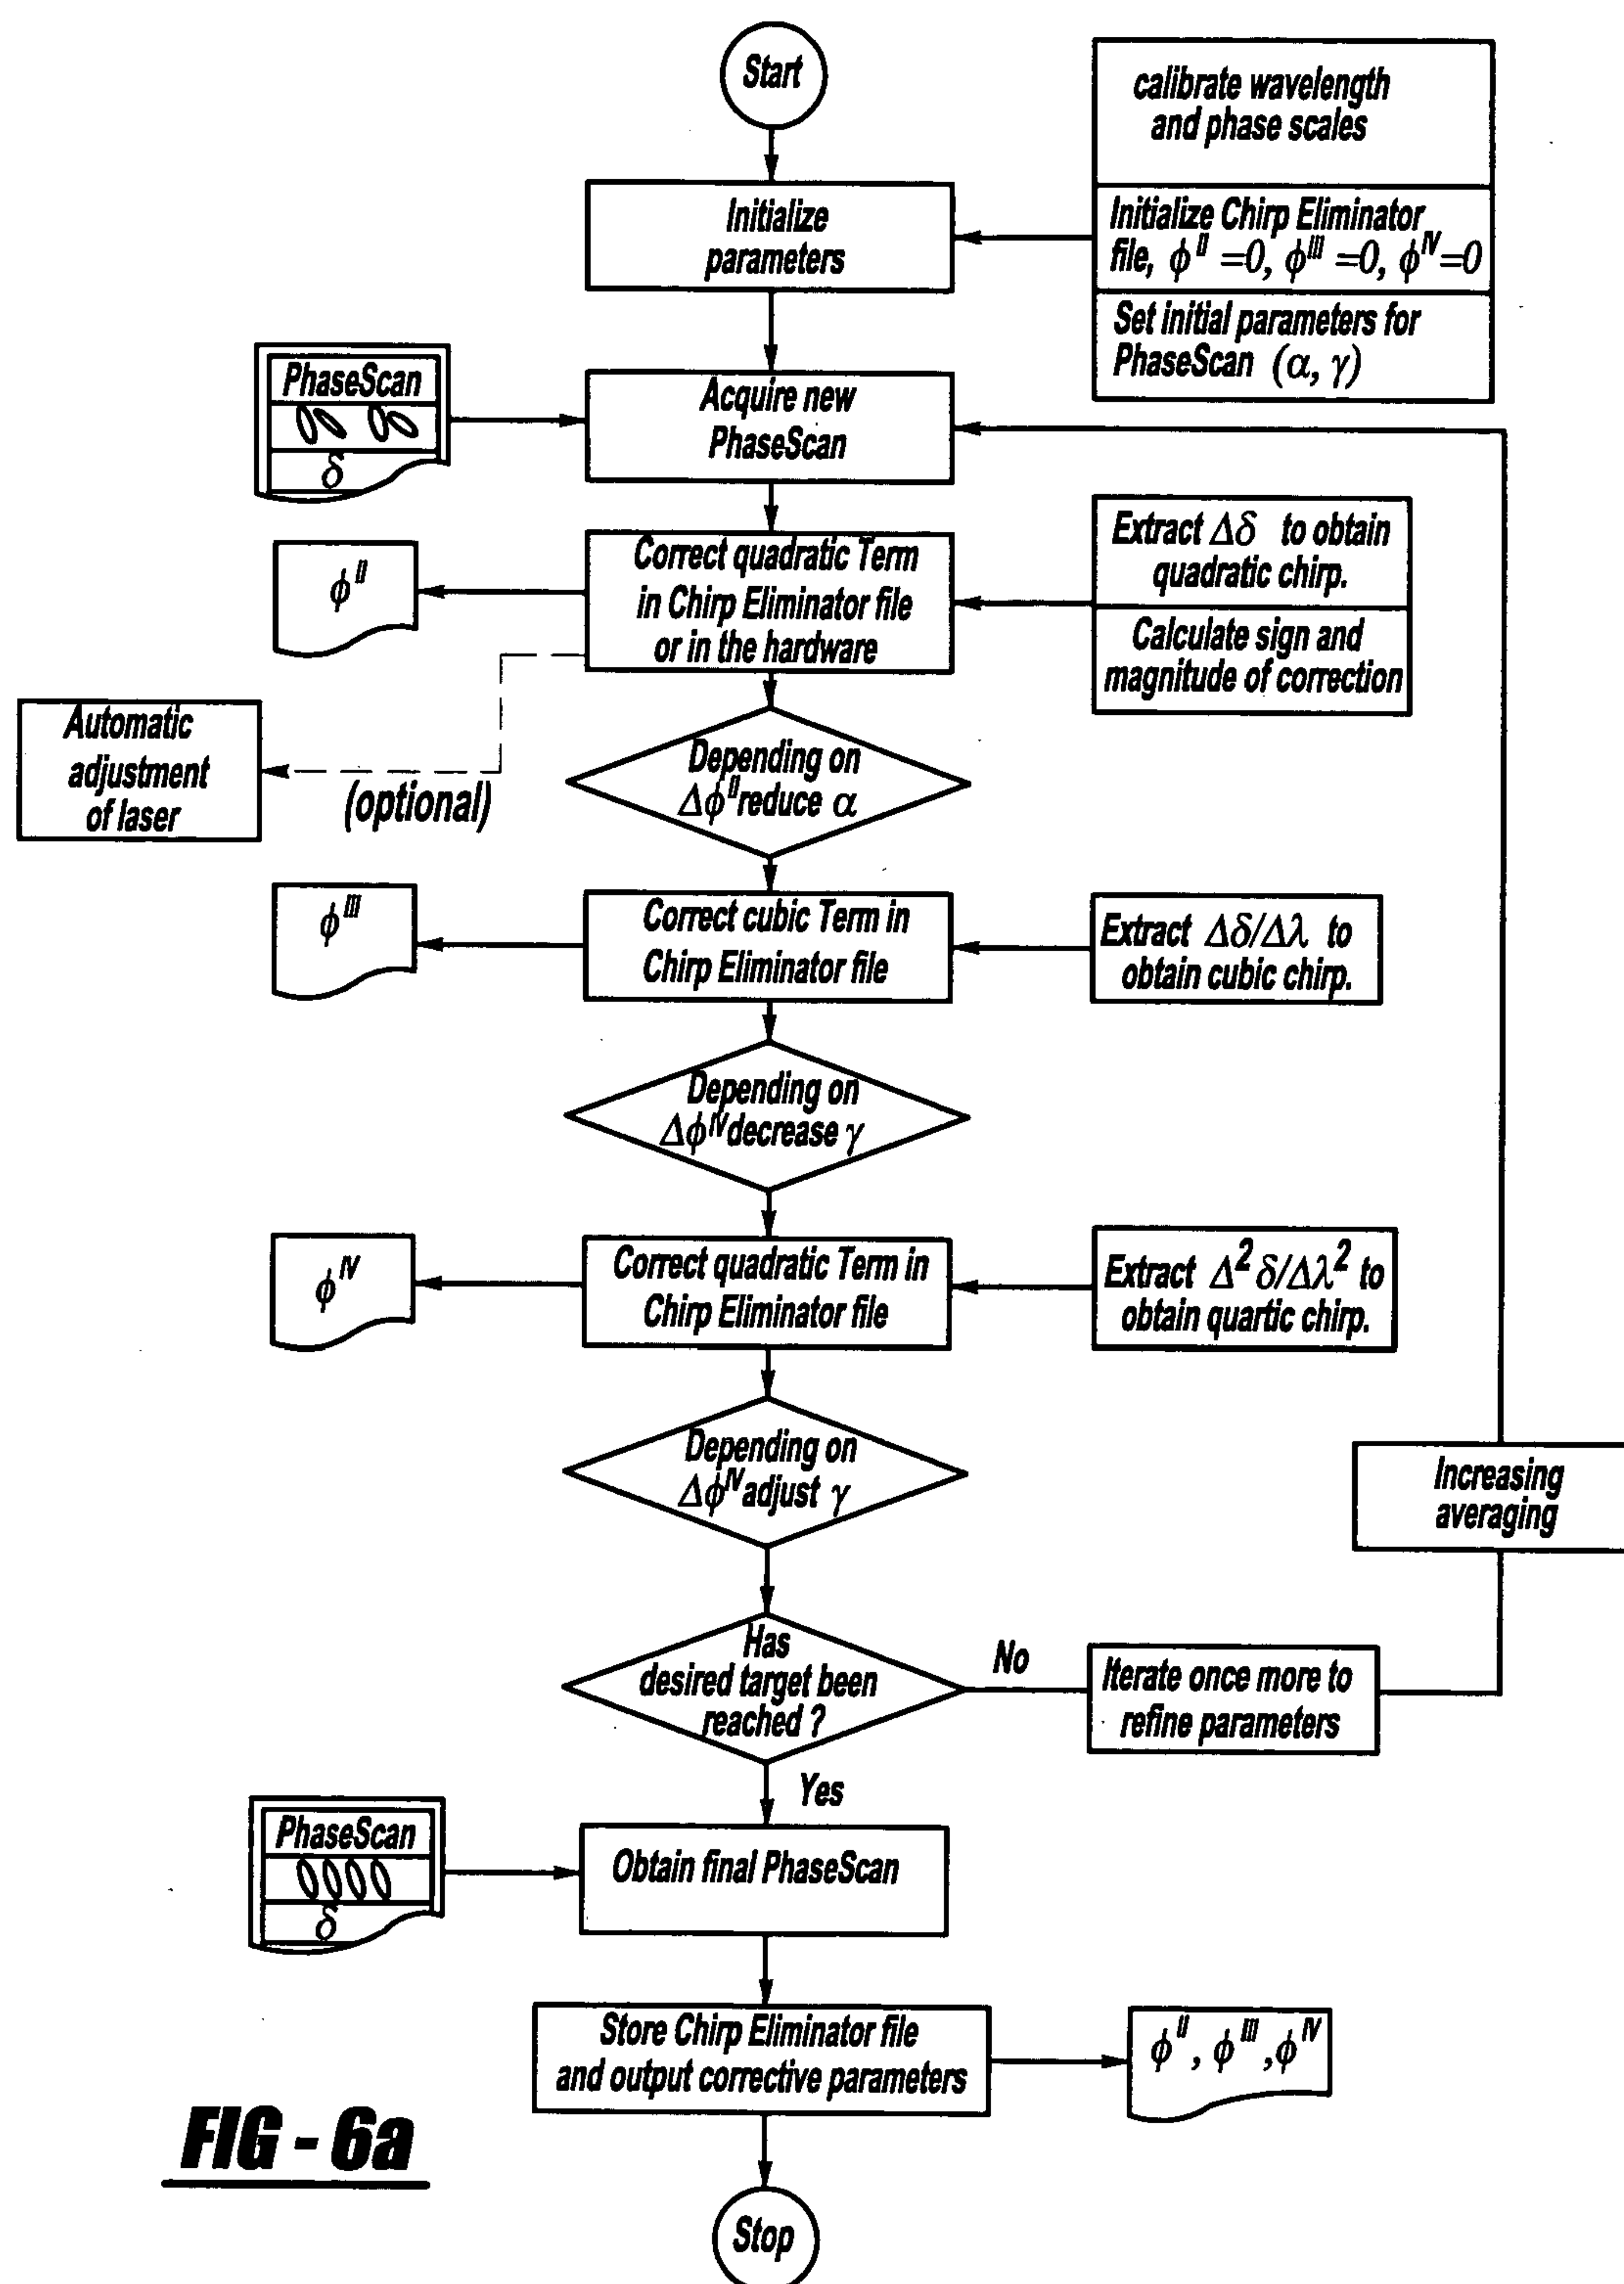 Start
calibrate wavelength
and phase scales
Initialize
parameters
Initialize Chirp Eliminator
file, ϕ^II =0, ϕ^III =0, ϕ^IV=0
Set initial parameters for
PhaseScan (α, γ)
PhaseScan
δ
Acquire new
PhaseScan
ϕ^II
Correct quadratic Term
in Chirp Eliminator file
or in the hardware
Extract Δδ to obtain
quadratic chirp.
Calculate sign and
magnitude of correction
Automatic
adjustment
of laser
(optional)
Depending on
Δϕ^II reduce α
ϕ^III
Correct cubic Term in
Chirp Eliminator file
Extract Δδ/Δλ to
obtain cubic chirp.
Depending on
Δϕ^IV decrease γ
ϕ^IV
Correct quadratic Term in
Chirp Eliminator file
Extract Δ² δ/Δλ² to
obtain quartic chirp.
Depending on
Δϕ^IV adjust γ
Increasing
averaging
Has
desired target been
reached ?
No
Iterate once more to
refine parameters
Yes
PhaseScan
δ
Obtain final PhaseScan
Store Chirp Eliminator file
and output corrective parameters
ϕ^II, ϕ^III, ϕ^IV
FIG - 6a
Stop